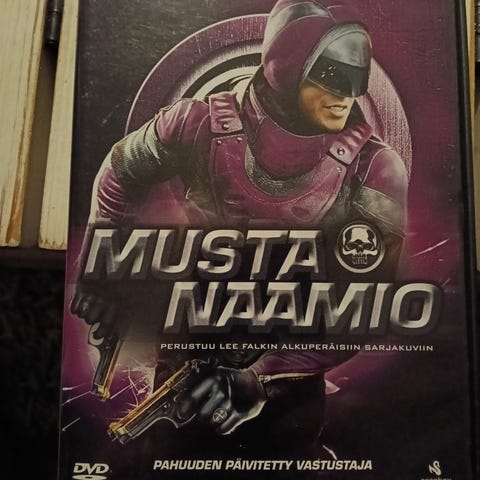 MUSTA
NAAMIO
PERUSTUU LEE FALKIN ALKUPERÄISIIN SARJAKUVIIN
DVD
PAHUUDEN PÄIVITETTY VASTUSTAJA